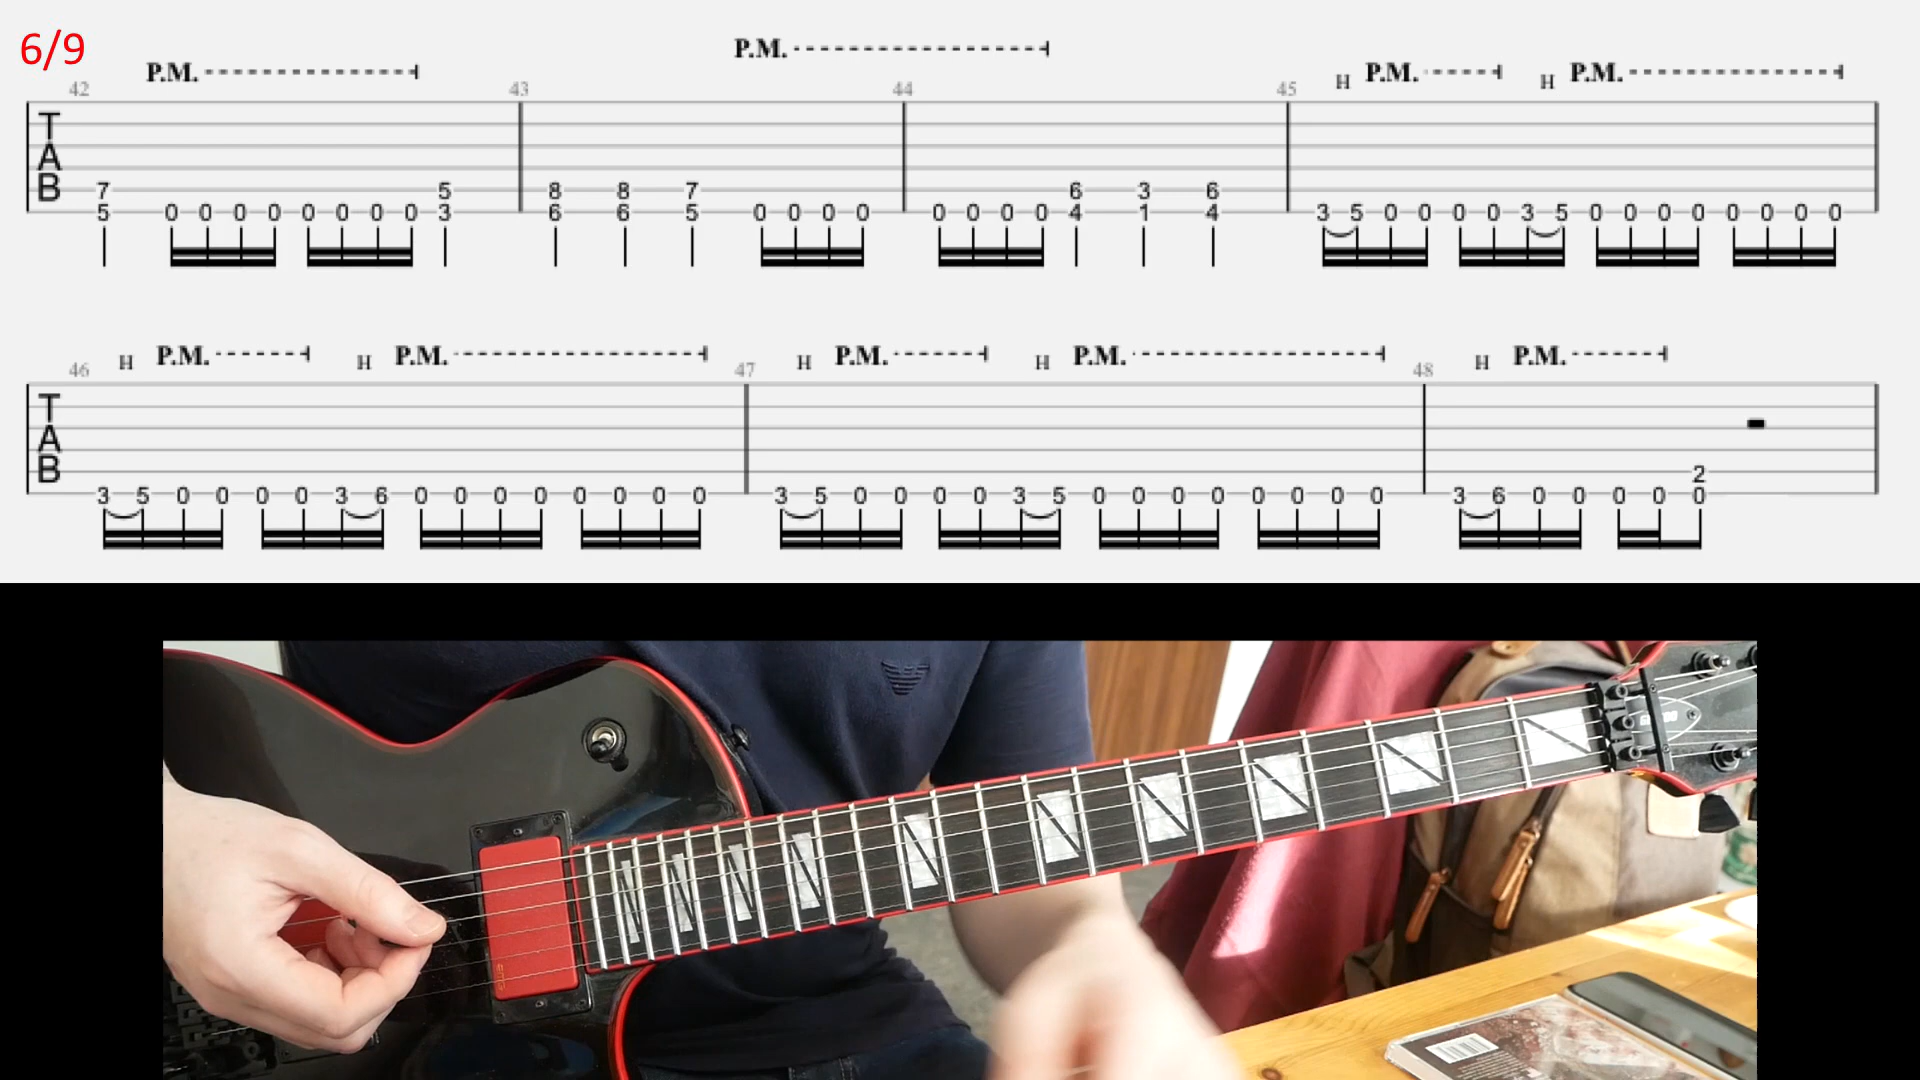 6/9
P.M.
42 P.M. 43 44 45 H P.M. H P.M.
T
A
B
7 5 8 8 7 6 3 6
5 0 0 0 0 0 0 0 0 3 6 6 5 0 0 0 0 0 0 0 0 4 1 4 3 5 0 0 0 0 3 5 0 0 0 0 0 0 0 0
46 H P.M. H P.M. 47 H P.M. H P.M. 48 H P.M.
T
A
B
2
3 5 0 0 0 0 3 6 0 0 0 0 0 0 0 0 3 5 0 0 0 0 3 5 0 0 0 0 0 0 0 0 3 6 0 0 0 0 0